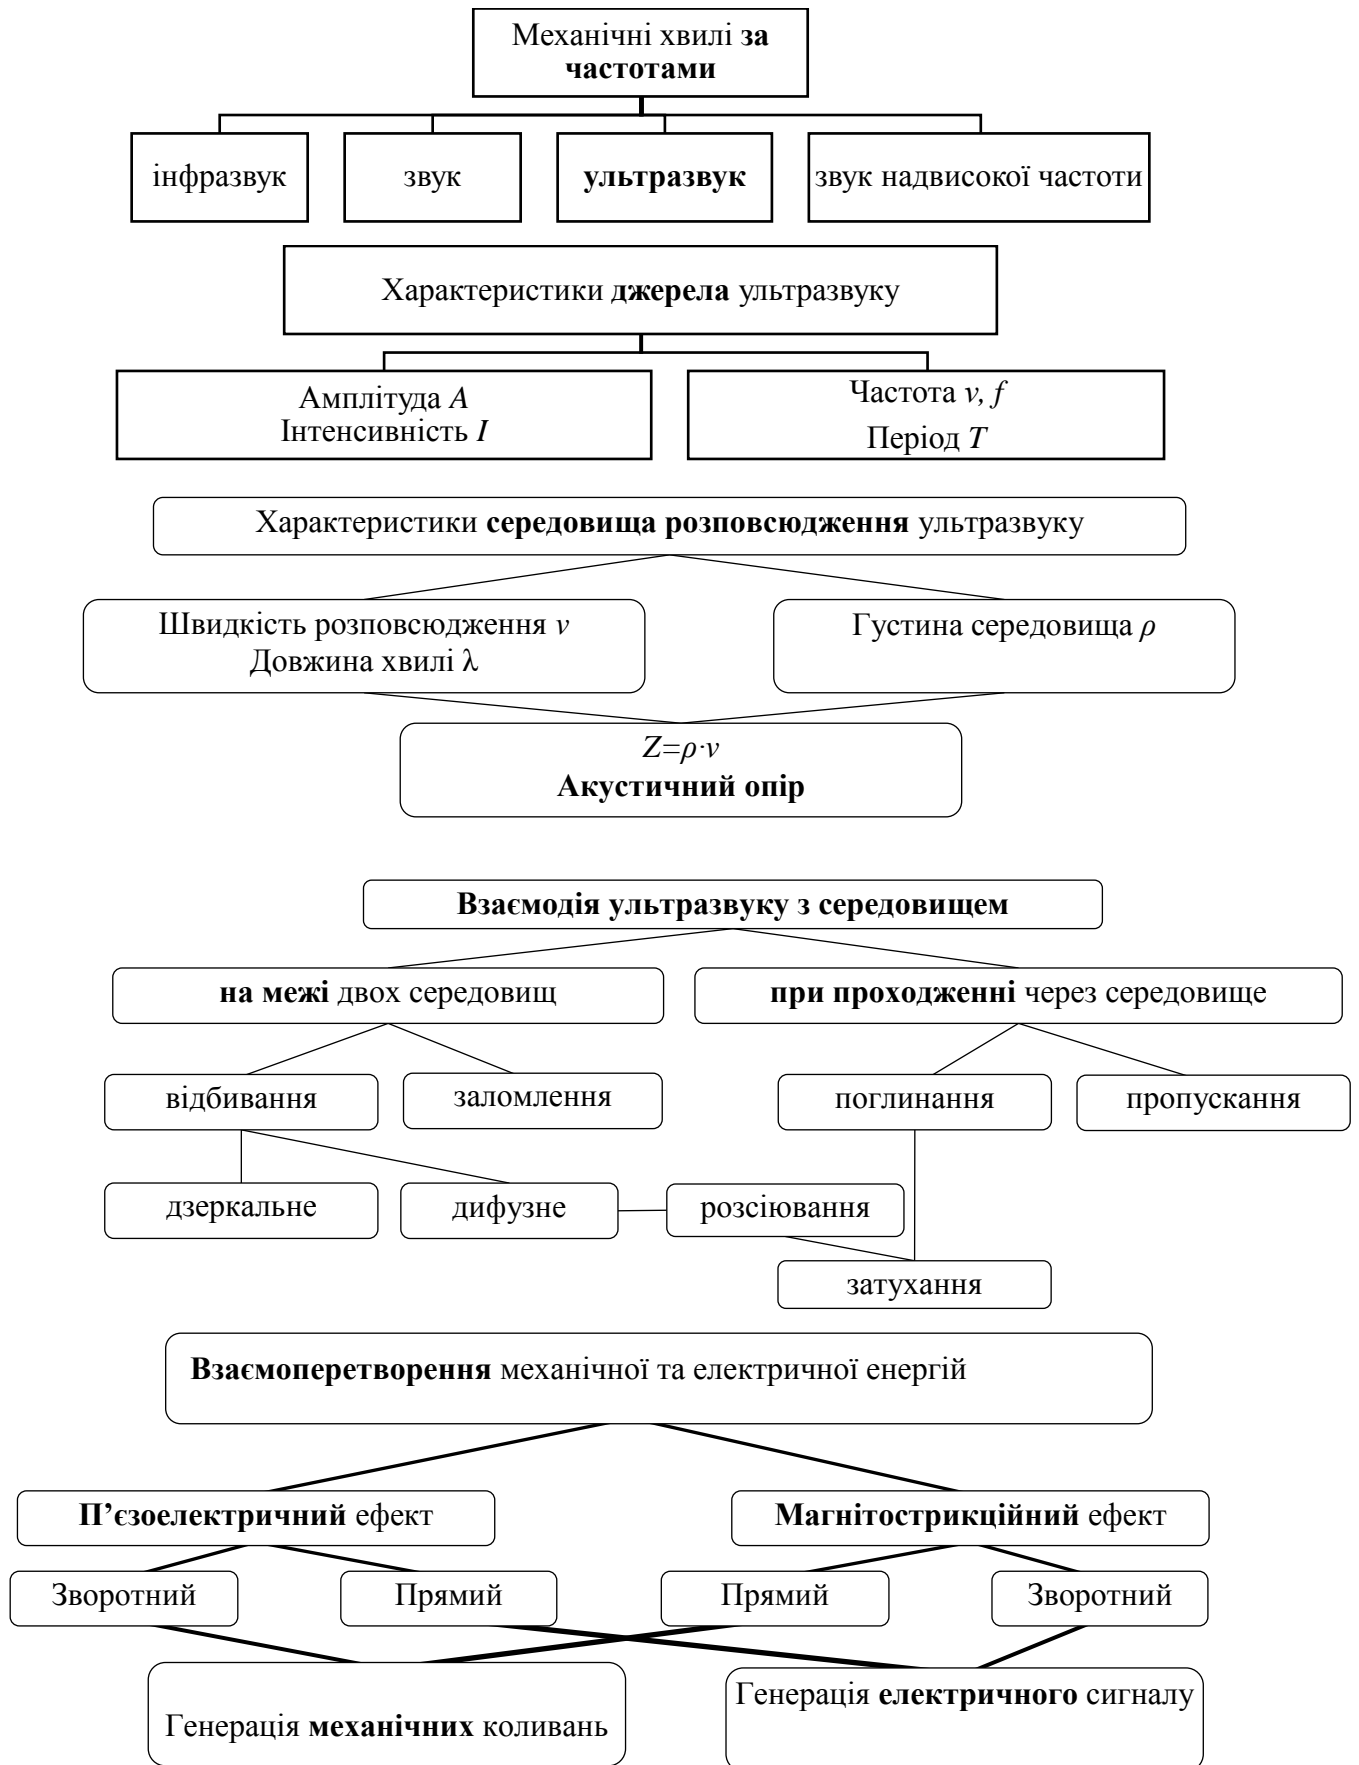 Механічні хвилі за
частотами
інфразвук
звук
ультразвук
звук надвисокої частоти
Характеристики джерела ультразвуку
Амплітуда A
Інтенсивність I
Частота ν, f
Період T
Характеристики середовища розповсюдження ультразвуку
Швидкість розповсюдження v
Довжина хвилі λ
Густина середовища ρ
Z=ρ·v
Акустичний опір
Взаємодія ультразвуку з середовищем
на межі двох середовищ
при проходженні через середовище
відбивання
заломлення
поглинання
пропускання
дзеркальне
дифузне
розсіювання
затухання
Взаємоперетворення механічної та електричної енергій
П’єзоелектричний ефект
Магнітострикційний ефект
Зворотний
Прямий
Прямий
Зворотний
Генерація механічних коливань
Генерація електричного сигналу